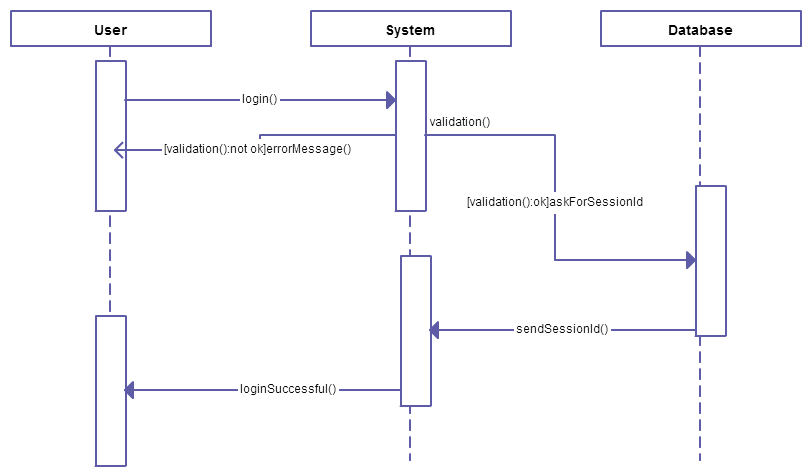 User
System
Database
login()
validation()
[validation():not ok]errorMessage()
[validation():ok]askForSessionId
sendSessionId()
loginSuccessful()